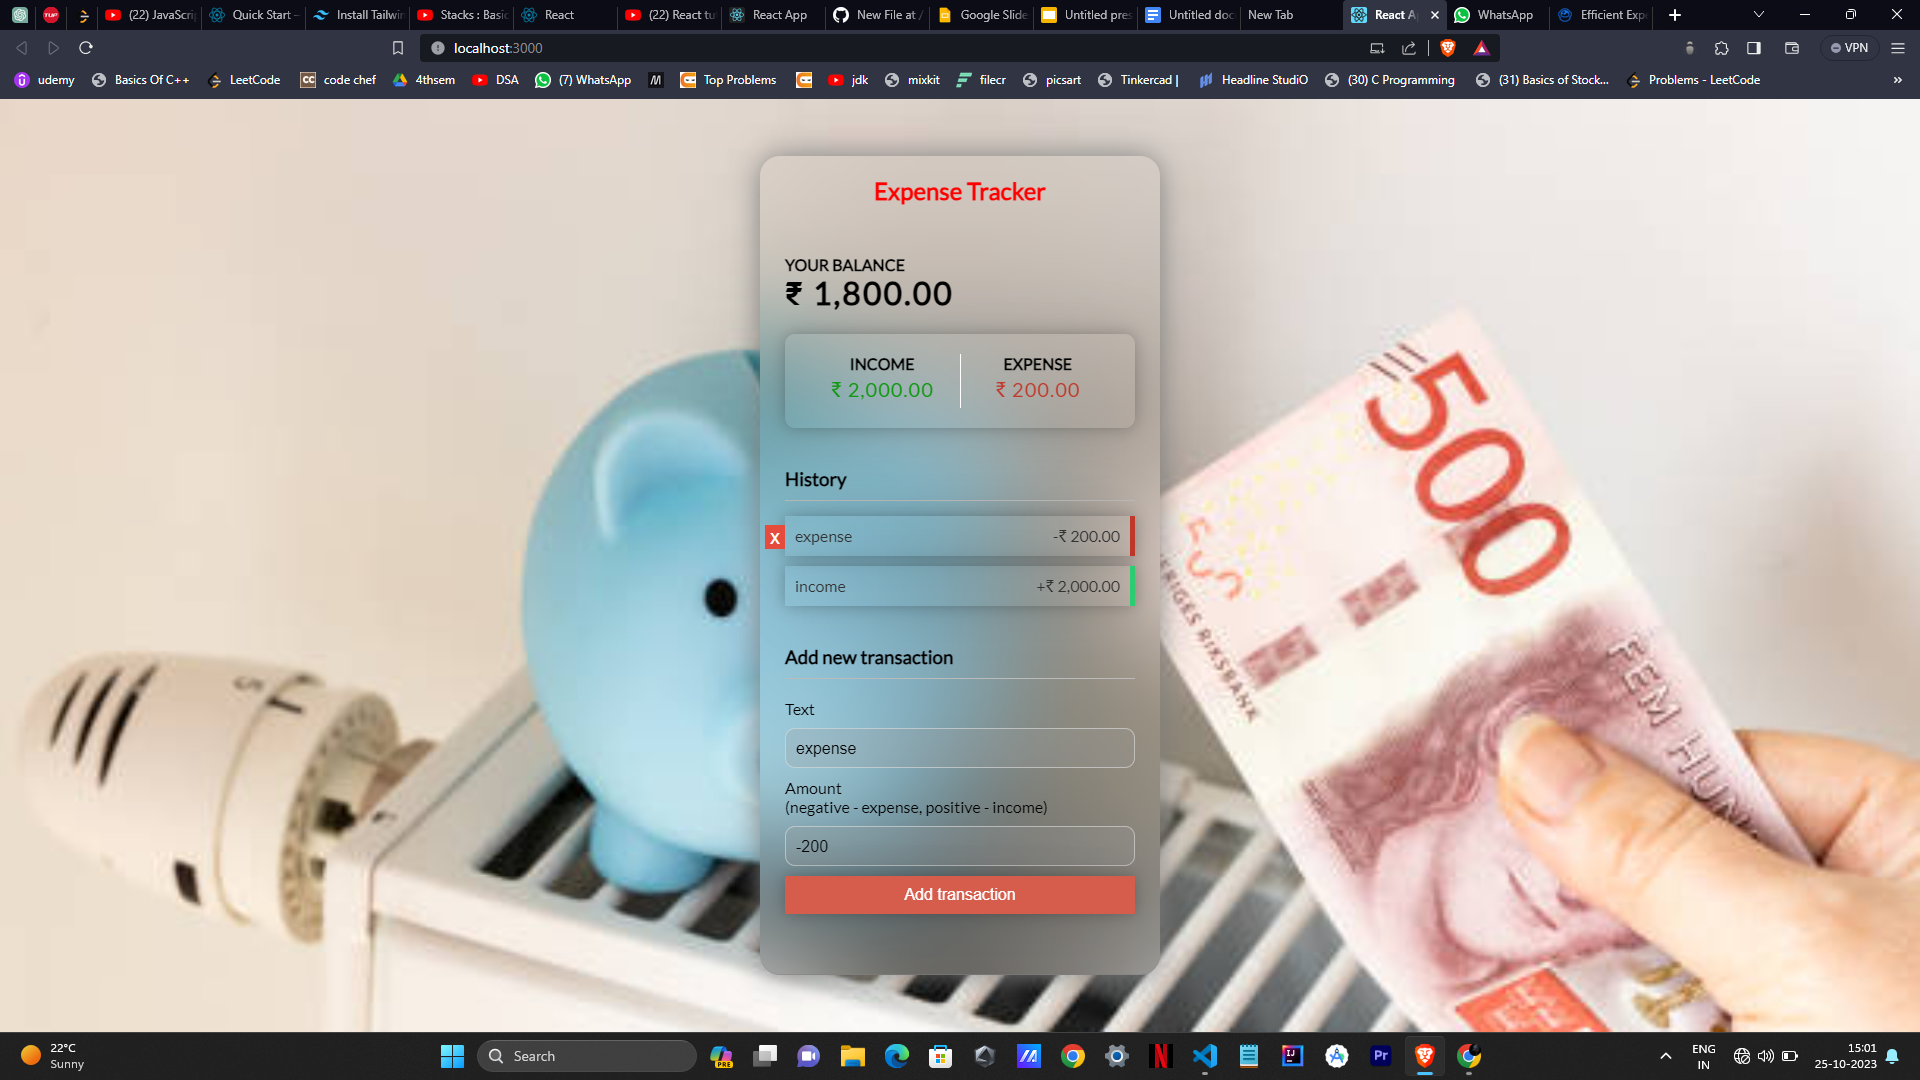 (22) JavaScri
Quick Start –
Install Tailwin
Stacks : Basic
React
(22) React tu
React App
New File at /
Google Slide
Untitled pres
Untitled doc
New Tab
React A
WhatsApp
Efficient Exp
localhost:3000
VPN
udemy
Basics Of C++
LeetCode
code chef
4thsem
DSA
(7) WhatsApp
Top Problems
jdk
mixkit
filecr
picsart
Tinkercad |
Headline StudiO
(30) C Programming
(31) Basics of Stock...
Problems - LeetCode
»
Expense Tracker
YOUR BALANCE
₹ 1,800.00
INCOME
₹ 2,000.00
EXPENSE
₹ 200.00
History
X
expense
-₹ 200.00
income
+₹ 2,000.00
Add new transaction
Text
expense
Amount
(negative - expense, positive - income)
-200
Add transaction
500
SVERIGES RIKSBANK
FEM HUN
22°C
Sunny
Search
PRE
Pr
ENG
IN
15:01
25-10-2023